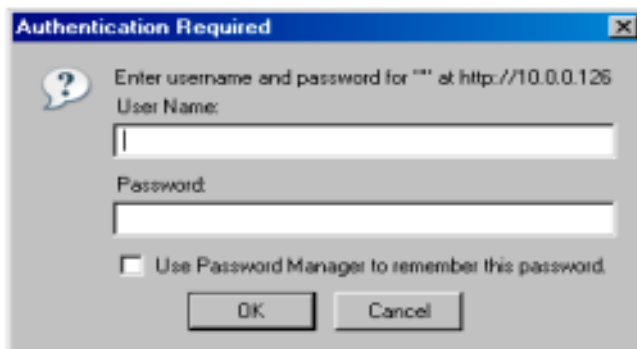 Authentication Required
Enter username and password for "" at http://10.0.0.126
User Name:
Password:
Use Password Manager to remember this password.
OK
Cancel